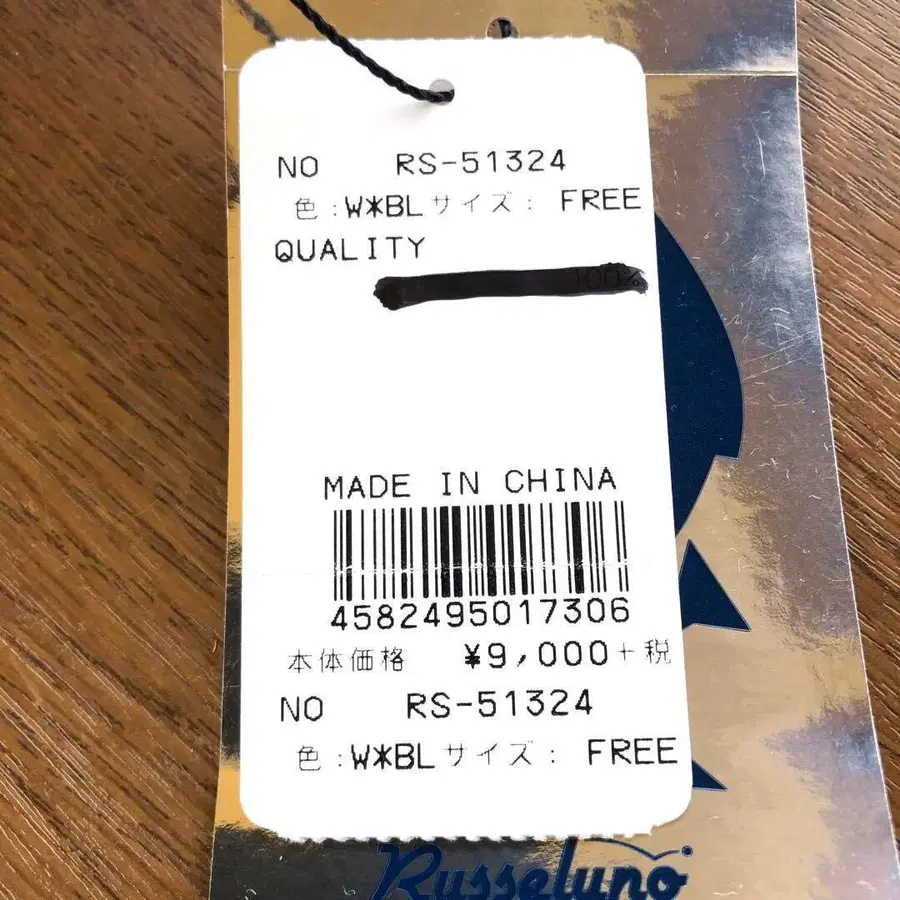 NO RS-51324
色:W*BLサイズ: FREE
QUALITY
100%
MADE IN CHINA
4582495017306
本体価格 ¥9,000+税
NO RS-51324
色:W*BLサイズ: FREE
Russeluno